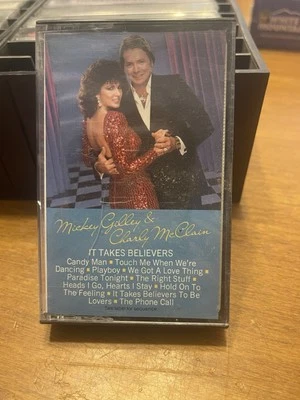 Mickey Gilley &
Charly McClain
IT TAKES BELIEVERS
Candy Man • Touch Me When We're
Dancing • Playboy • We Got A Love Thing •
Paradise Tonight • The Right Stuff •
Heads I Go, Hearts I Stay • Hold On To
The Feeling • It Takes Believers To Be
Lovers • The Phone Call